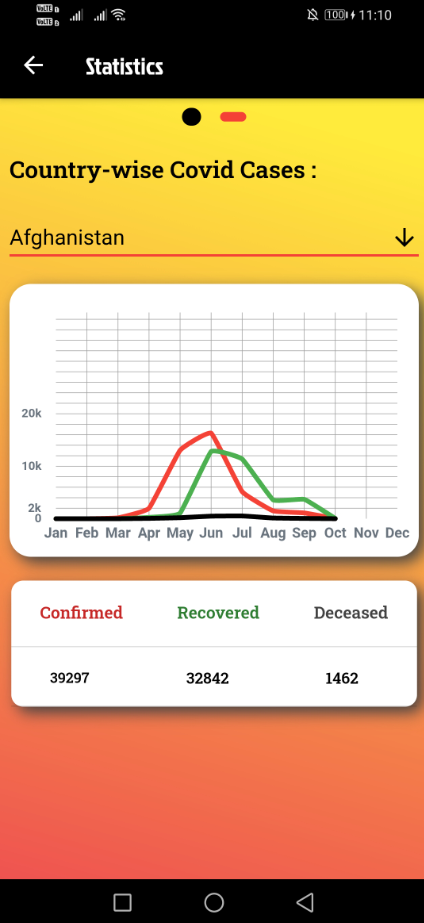 VoLTE VoLTE 100 11:10
Statistics
Country-wise Covid Cases :
Afghanistan
20k
10k
2k
0
Jan Feb Mar Apr May Jun Jul Aug Sep Oct Nov Dec
Confirmed Recovered Deceased
39297 32842 1462